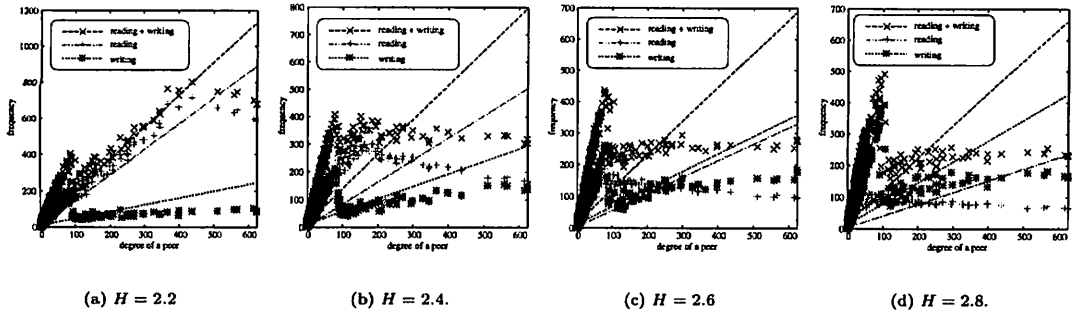 1200
1000
800
600
400
200
0
frequency
reading + writing
reading
writing
0 100 200 300 400 500 600
degree of a peer
(a) H = 2.2
800
700
600
500
400
300
200
100
0
frequency
reading + writing
reading
writing
0 100 200 300 400 500 600
degree of a peer
(b) H = 2.4.
700
600
500
400
300
200
100
0
frequency
reading + writing
reading
writing
0 100 200 300 400 500 600
degree of a peer
(c) H = 2.6
700
600
500
400
300
200
100
0
frequency
reading + writing
reading
writing
0 100 200 300 400 500 600
degree of a peer
(d) H = 2.8.